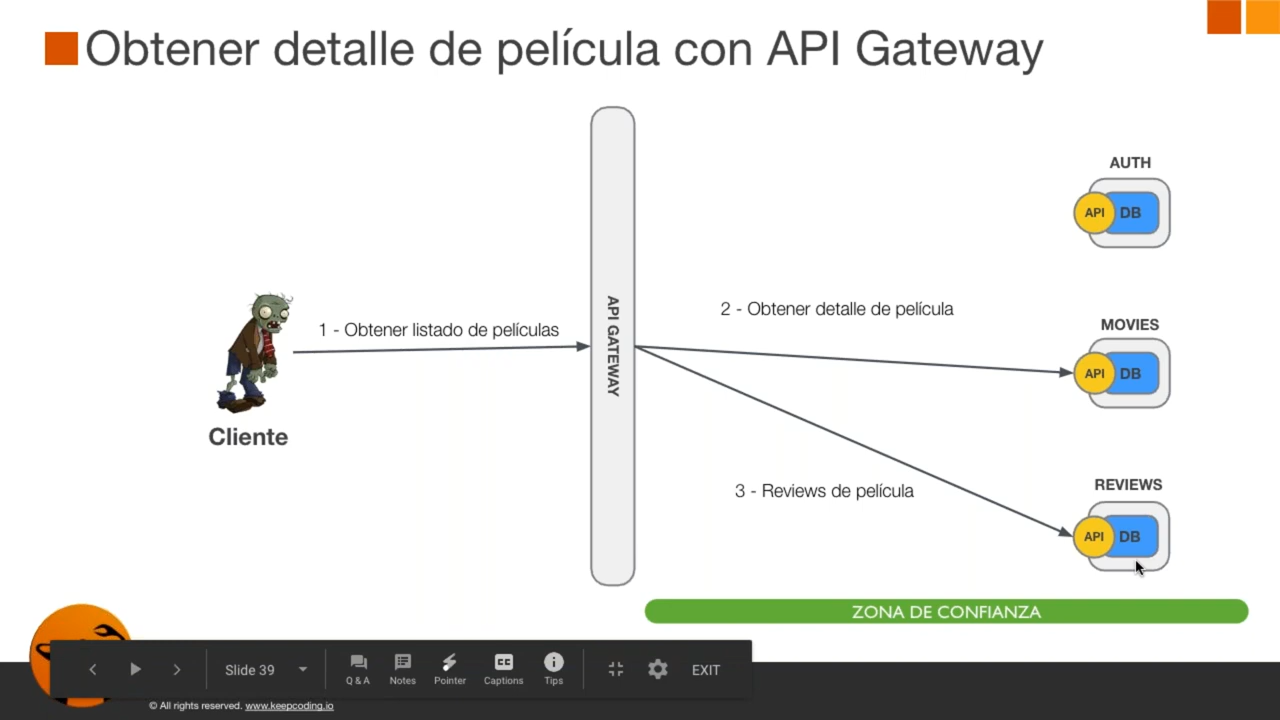 Obtener detalle de película con API Gateway
AUTH
API
DB
1 - Obtener listado de películas
API GATEWAY
2 - Obtener detalle de película
MOVIES
API
DB
Cliente
3 - Reviews de película
REVIEWS
API
DB
ZONA DE CONFIANZA
Slide 39
Q & A
Notes
Pointer
CC
Captions
Tips
EXIT
© All rights reserved. www.keepcoding.io